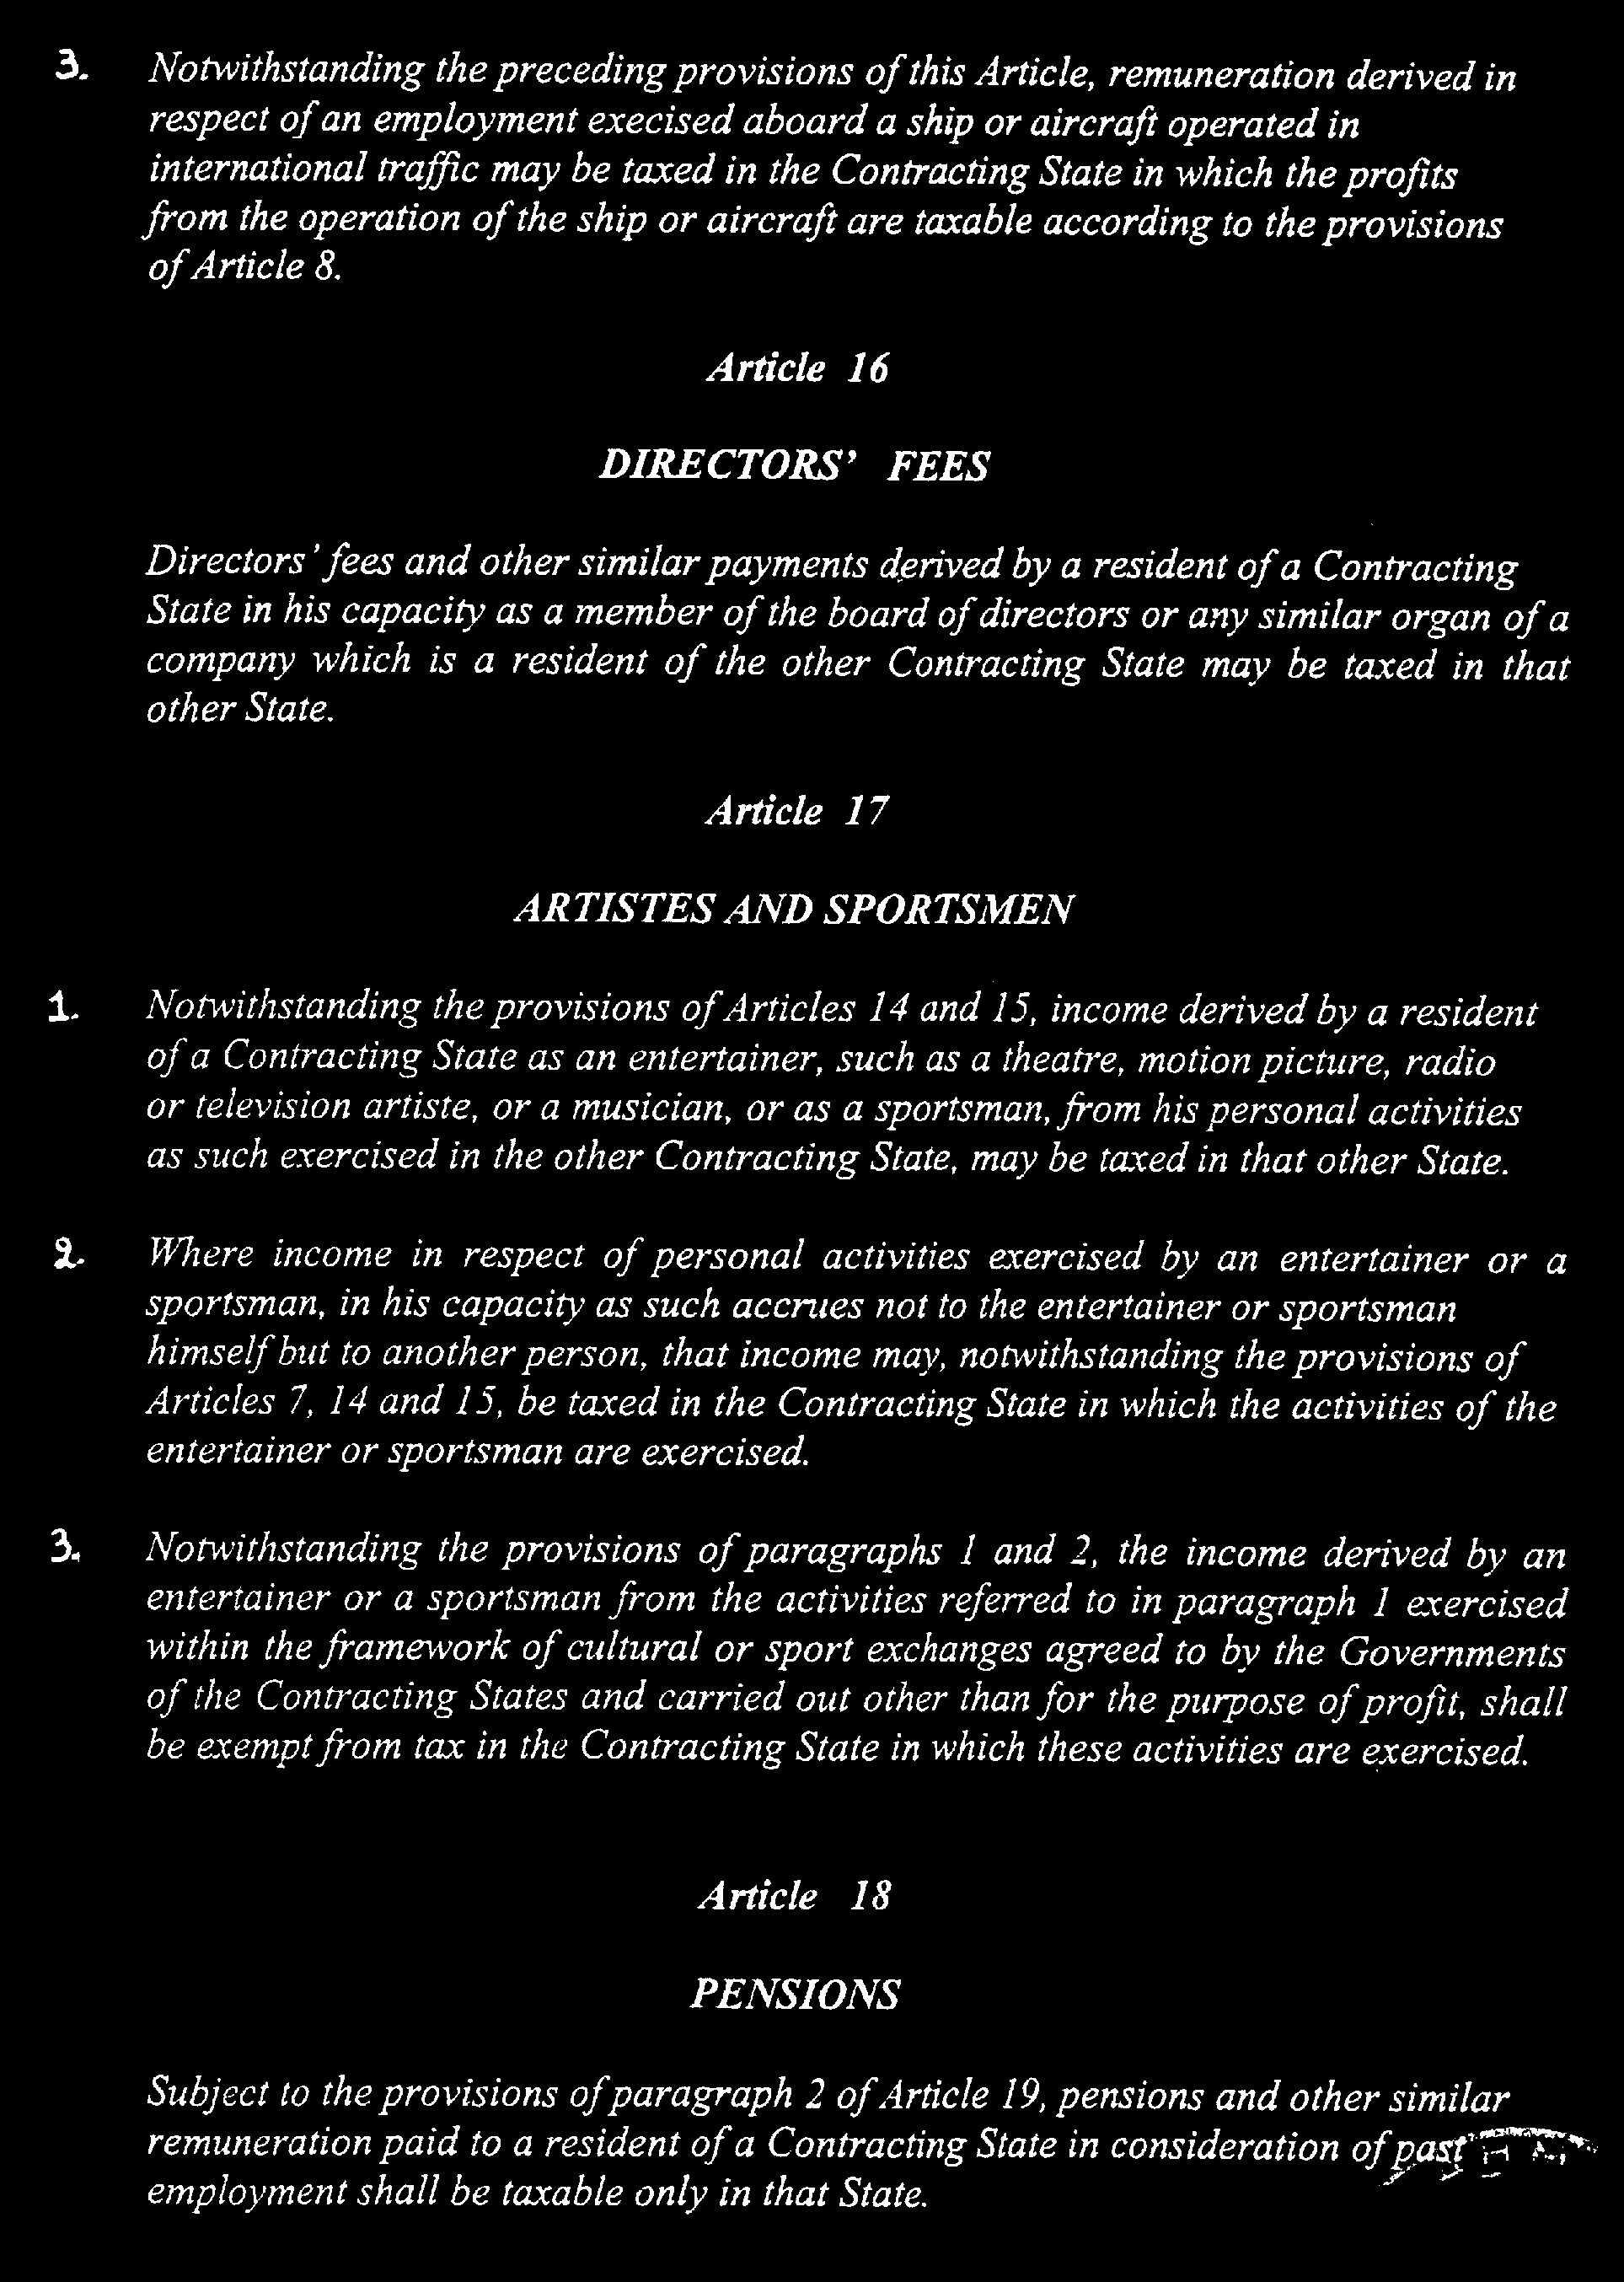 3. Notwithstanding the preceding provisions of this Article, remuneration derived in
respect of an employment execised aboard a ship or aircraft operated in
international traffic may be taxed in the Contracting State in which the profits
from the operation of the ship or aircraft are taxable according to the provisions
of Article 8.
Article 16
DIRECTORS' FEES
Directors' fees and other similar payments derived by a resident of a Contracting
State in his capacity as a member of the board of directors or any similar organ of a
company which is a resident of the other Contracting State may be taxed in that
other State.
Article 17
ARTISTES AND SPORTSMEN
1. Notwithstanding the provisions of Articles 14 and 15, income derived by a resident
of a Contracting State as an entertainer, such as a theatre, motion picture, radio
or television artiste, or a musician, or as a sportsman, from his personal activities
as such exercised in the other Contracting State, may be taxed in that other State.
2. Where income in respect of personal activities exercised by an entertainer or a
sportsman, in his capacity as such accrues not to the entertainer or sportsman
himself but to another person, that income may, notwithstanding the provisions of
Articles 7, 14 and 15, be taxed in the Contracting State in which the activities of the
entertainer or sportsman are exercised.
3. Notwithstanding the provisions of paragraphs 1 and 2, the income derived by an
entertainer or a sportsman from the activities referred to in paragraph 1 exercised
within the framework of cultural or sport exchanges agreed to by the Governments
of the Contracting States and carried out other than for the purpose of profit, shall
be exempt from tax in the Contracting State in which these activities are exercised.
Article 18
PENSIONS
Subject to the provisions of paragraph 2 of Article 19, pensions and other similar
remuneration paid to a resident of a Contracting State in consideration of past
employment shall be taxable only in that State.